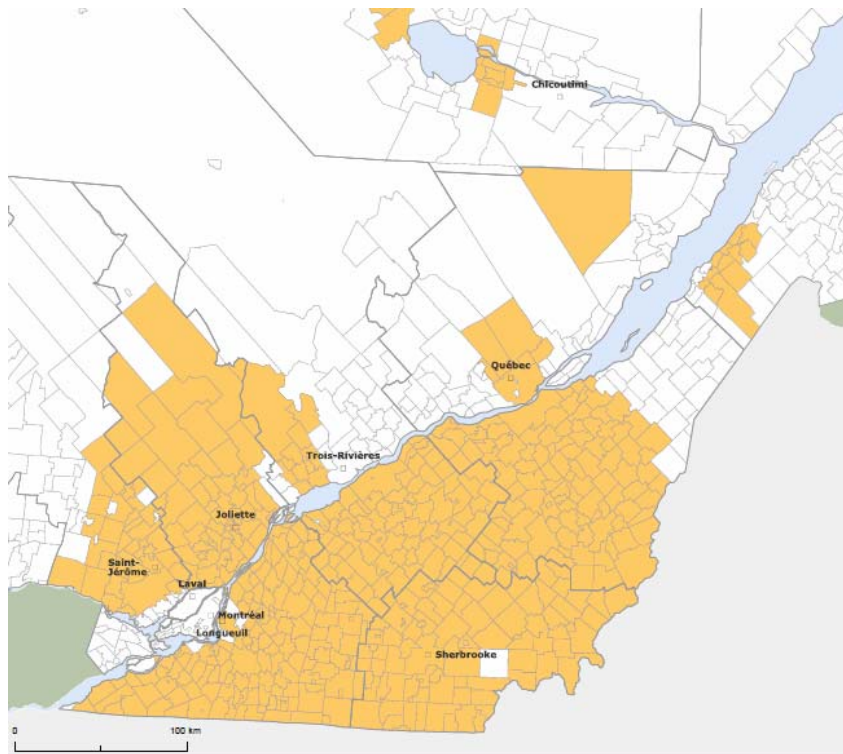 Chicoutimi
Québec
Trois-Rivières
Joliette
Saint-
Jérôme
Laval
Montréal
Longueuil
Sherbrooke
0 100 km